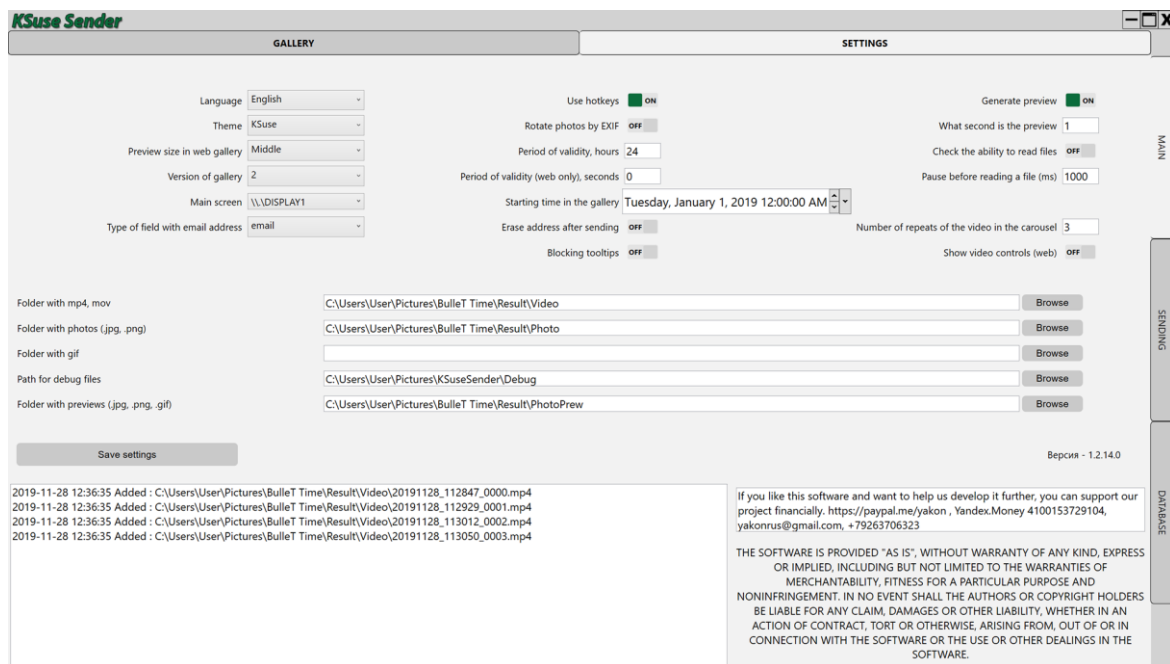 KSuse Sender
GALLERY
SETTINGS
MAIN
SENDING
DATABASE
Language English
Theme KSuse
Preview size in web gallery Middle
Version of gallery 2
Main screen \\.\DISPLAY1
Type of field with email address email
Use hotkeys ON
Rotate photos by EXIF OFF
Period of validity, hours 24
Period of validity (web only), seconds 0
Starting time in the gallery Tuesday, January 1, 2019 12:00:00 AM
Erase address after sending OFF
Blocking tooltips OFF
Generate preview ON
What second is the preview 1
Check the ability to read files OFF
Pause before reading a file (ms) 1000
Number of repeats of the video in the carousel 3
Show video controls (web) OFF
Folder with mp4, mov C:\Users\User\Pictures\BulleT Time\Result\Video Browse
Folder with photos (.jpg, .png) C:\Users\User\Pictures\BulleT Time\Result\Photo Browse
Folder with gif Browse
Path for debug files C:\Users\User\Pictures\KSuseSender\Debug Browse
Folder with previews (.jpg, .png, .gif) C:\Users\User\Pictures\BulleT Time\Result\PhotoPrew Browse
Save settings
Версия - 1.2.14.0
2019-11-28 12:36:35 Added : C:\Users\User\Pictures\BulleT Time\Result\Video\20191128_112847_0000.mp4
2019-11-28 12:36:35 Added : C:\Users\User\Pictures\BulleT Time\Result\Video\20191128_112929_0001.mp4
2019-11-28 12:36:35 Added : C:\Users\User\Pictures\BulleT Time\Result\Video\20191128_113012_0002.mp4
2019-11-28 12:36:35 Added : C:\Users\User\Pictures\BulleT Time\Result\Video\20191128_113050_0003.mp4
If you like this software and want to help us develop it further, you can support our
project financially. https://paypal.me/yakon , Yandex.Money 4100153729104,
yakonrus@gmail.com, +79263706323
THE SOFTWARE IS PROVIDED "AS IS", WITHOUT WARRANTY OF ANY KIND, EXPRESS
OR IMPLIED, INCLUDING BUT NOT LIMITED TO THE WARRANTIES OF
MERCHANTABILITY, FITNESS FOR A PARTICULAR PURPOSE AND
NONINFRINGEMENT. IN NO EVENT SHALL THE AUTHORS OR COPYRIGHT HOLDERS
BE LIABLE FOR ANY CLAIM, DAMAGES OR OTHER LIABILITY, WHETHER IN AN
ACTION OF CONTRACT, TORT OR OTHERWISE, ARISING FROM, OUT OF OR IN
CONNECTION WITH THE SOFTWARE OR THE USE OR OTHER DEALINGS IN THE
SOFTWARE.